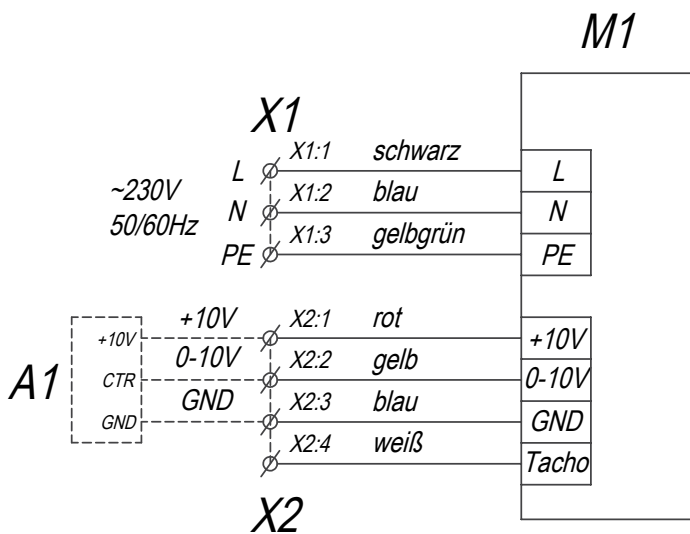 M1
X1
L X1:1 schwarz L
~230V
50/60Hz
N X1:2 blau N
PE X1:3 gelbgrün PE
A1
+10V +10V X2:1 rot +10V
CTR 0-10V X2:2 gelb 0-10V
GND GND X2:3 blau GND
X2:4 weiß Tacho
X2